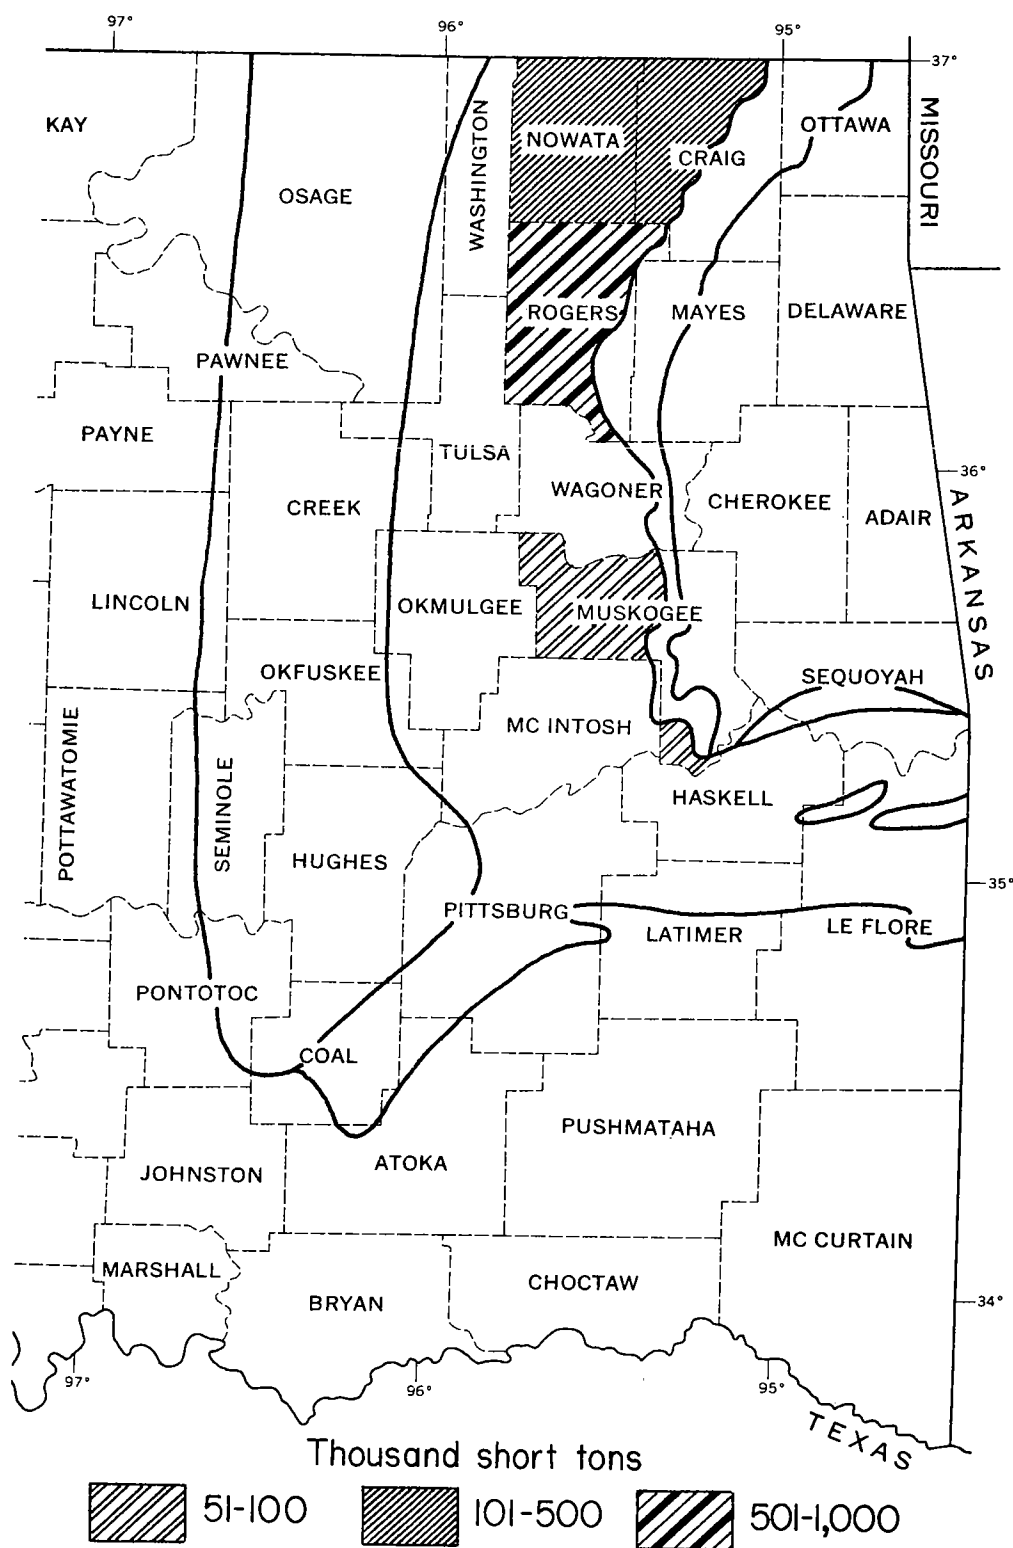 97° 96° 95°
37°
KAY
OSAGE
WASHINGTON
NOWATA
CRAIG
OTTAWA
MISSOURI
ROGERS
MAYES
DELAWARE
PAWNEE
PAYNE
TULSA
36°
CREEK
WAGONER
CHEROKEE
ADAIR
ARKANSAS
LINCOLN
OKMULGEE
MUSKOGEE
OKFUSKEE
SEQUOYAH
POTTAWATOMIE
SEMINOLE
MC INTOSH
HASKELL
HUGHES
35°
PITTSBURG
LATIMER
LE FLORE
PONTOTOC
COAL
PUSHMATAHA
JOHNSTON
ATOKA
MC CURTAIN
MARSHALL
CHOCTAW
BRYAN
34°
97° 96° 95°
TEXAS
Thousand short tons
51-100 101-500 501-1,000